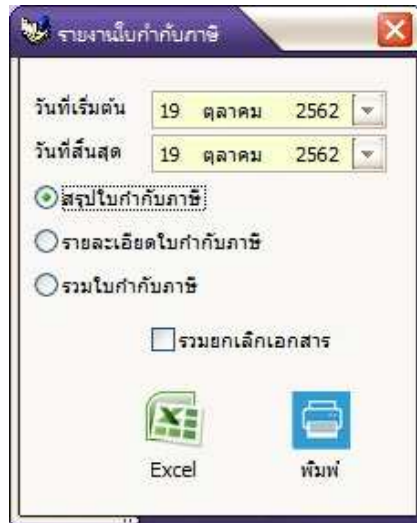 รายงานใบกำกับภาษี
วันที่เริ่มต้น 19 ตุลาคม 2562
วันที่สิ้นสุด 19 ตุลาคม 2562
สรุปใบกำกับภาษี
รายละเอียดใบกำกับภาษี
รวมใบกำกับภาษี
รวมยกเลิกเอกสาร
Excel พิมพ์